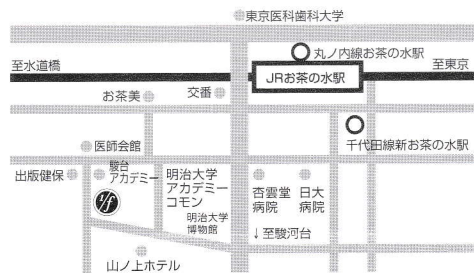 東京医科歯科大学
丸ノ内線お茶の水駅
至水道橋
至東京
JRお茶の水駅
お茶美
交番
千代田線新お茶の水駅
医師会館
出版健保
駿台
アカデミー
明治大学
アカデミー
コモン
明治大学
博物館
杏雲堂
病院
日大
病院
1/f
↓至駿河台
山ノ上ホテル